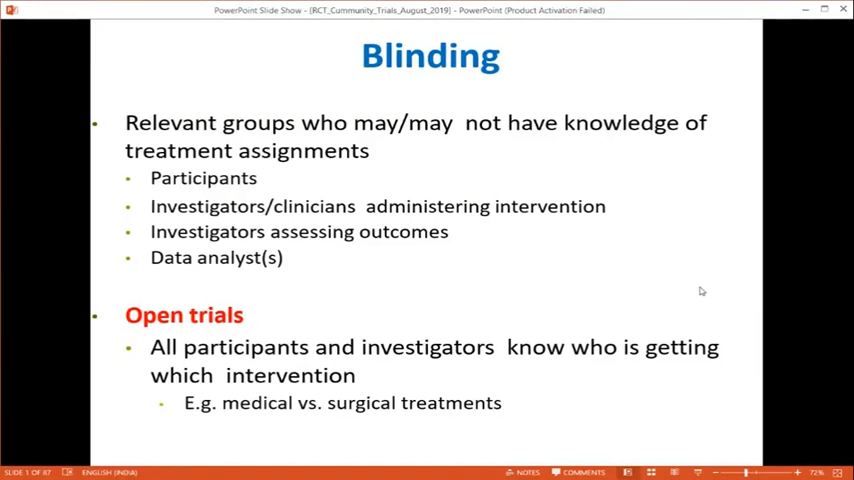 PowerPoint Slide Show - [RCT_Cummunity_Trials_August_2019] - PowerPoint (Product Activation Failed)
Blinding
• Relevant groups who may/may not have knowledge of
treatment assignments
• Participants
• Investigators/clinicians administering intervention
• Investigators assessing outcomes
• Data analyst(s)
• Open trials
• All participants and investigators know who is getting
which intervention
• E.g. medical vs. surgical treatments
SLIDE 1 OF 87 ENGLISH (INDIA) NOTES COMMENTS 72%